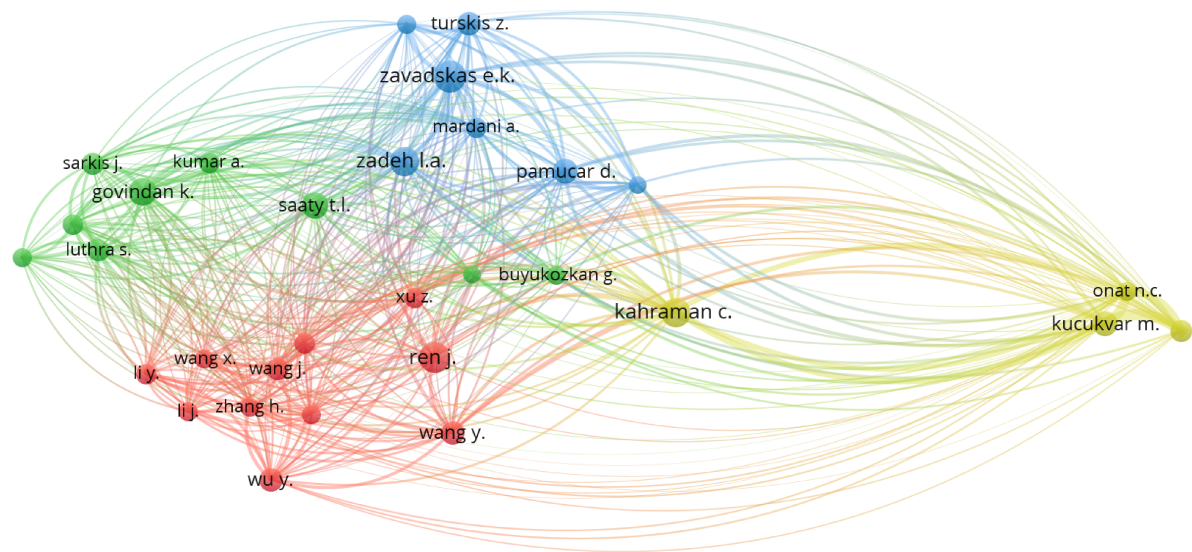 turskis z.
zavadskas e.k.
mardani a.
zadeh l.a.
pamucar d.
sarkis j.
kumar a.
govindan k.
saaty t.l.
luthra s.
buyukozkan g.
xu z.
kahraman c.
onat n.c.
kucukvar m.
wang x.
ren j.
li y.
wang j.
li j.
zhang h.
wang y.
wu y.